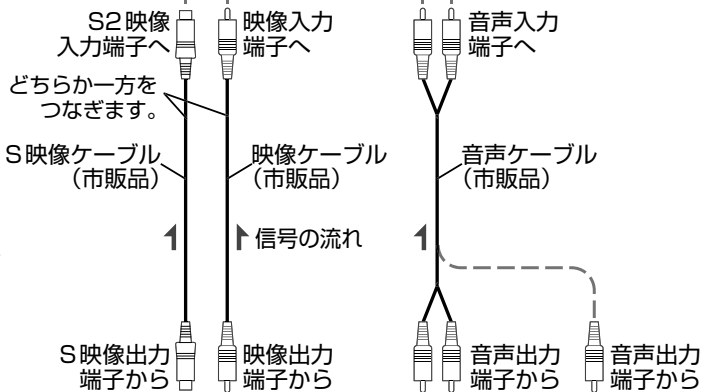 S2映像
入力端子へ
映像入力
端子へ
音声入力
端子へ
どちらか一方を
つなぎます。
S映像ケーブル
（市販品）
映像ケーブル
（市販品）
音声ケーブル
（市販品）
信号の流れ
S映像出力
端子から
映像出力
端子から
音声出力
端子から
音声出力
端子から